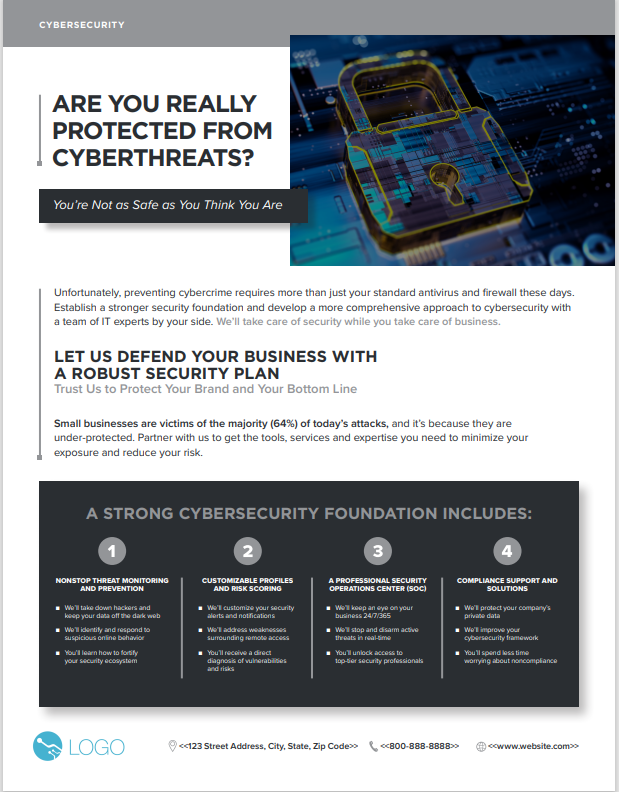 CYBERSECURITY
ARE YOU REALLY
PROTECTED FROM
CYBERTHREATS?
You're Not as Safe as You Think You Are
Unfortunately, preventing cybercrime requires more than just your standard antivirus and firewall these days.
Establish a stronger security foundation and develop a more comprehensive approach to cybersecurity with
a team of IT experts by your side. We'll take care of security while you take care of business.
LET US DEFEND YOUR BUSINESS WITH
A ROBUST SECURITY PLAN
Trust Us to Protect Your Brand and Your Bottom Line
Small businesses are victims of the majority (64%) of today's attacks, and it's because they are
under-protected. Partner with us to get the tools, services and expertise you need to minimize your
exposure and reduce your risk.
A STRONG CYBERSECURITY FOUNDATION INCLUDES:
1
NONSTOP THREAT MONITORING
AND PREVENTION
■ We'll take down hackers and
keep your data off the dark web
■ We'll identify and respond to
suspicious online behavior
■ You'll learn how to fortify
your security ecosystem
2
CUSTOMIZABLE PROFILES
AND RISK SCORING
■ We'll customize your security
alerts and notifications
■ We'll address weaknesses
surrounding remote access
■ You'll receive a direct
diagnosis of vulnerabilities
and risks
3
A PROFESSIONAL SECURITY
OPERATIONS CENTER (SOC)
■ We'll keep an eye on your
business 24/7/365
■ We'll stop and disarm active
threats in real-time
■ You'll unlock access to
top-tier security professionals
4
COMPLIANCE SUPPORT AND
SOLUTIONS
■ We'll protect your company's
private data
■ We'll improve your
cybersecurity framework
■ You'll spend less time
worrying about noncompliance
LOGO
<<123 Street Address, City, State, Zip Code>>
<<800-888-8888>>
<<www.website.com>>